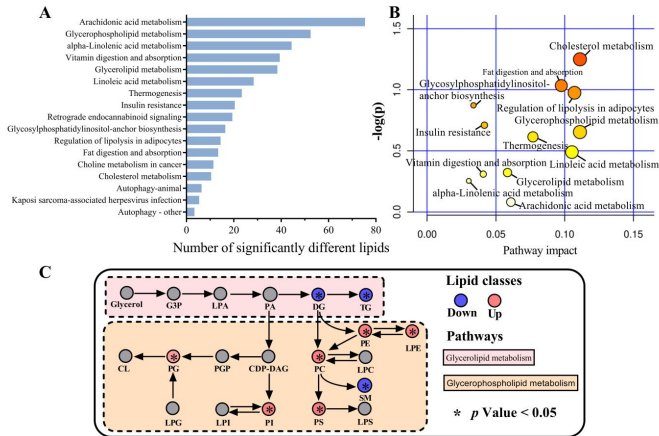 A
Arachidonic acid metabolism
Glycerophospholipid metabolism
alpha-Linolenic acid metabolism
Vitamin digestion and absorption
Glycerolipid metabolism
Linoleic acid metabolism
Thermogenesis
Insulin resistance
Retrograde endocannabinoid signaling
Glycosylphosphatidylinositol-anchor biosynthesis
Regulation of lipolysis in adipocytes
Fat digestion and absorption
Choline metabolism in cancer
Cholesterol metabolism
Autophagy-animal
Kaposi sarcoma-associated herpesvirus infection
Autophagy - other
0 20 40 60 80
Number of significantly different lipids
B
-log(p)
1.5
1.0
0.5
0.0
Cholesterol metabolism
Fat digestion and absorption
Glycosylphosphatidylinositol-
anchor biosynthesis
Regulation of lipolysis in adipocytes
Glycerophospholipid metabolism
Insulin resistance
Thermogenesis
Linoleic acid metabolism
Vitamin digestion and absorption
Glycerolipid metabolism
alpha-Linolenic acid metabolism
Arachidonic acid metabolism
0.00 0.05 0.10 0.15
Pathway impact
C
Glycerol G3P LPA PA DG TG
* *
* *
PE LPE
* *
CL PG PGP CDP-DAG PC LPC
*
SM
* *
LPG LPI PI PS LPS
Lipid classes
Down Up
Pathways
Glycerolipid metabolism
Glycerophospholipid metabolism
* p Value < 0.05